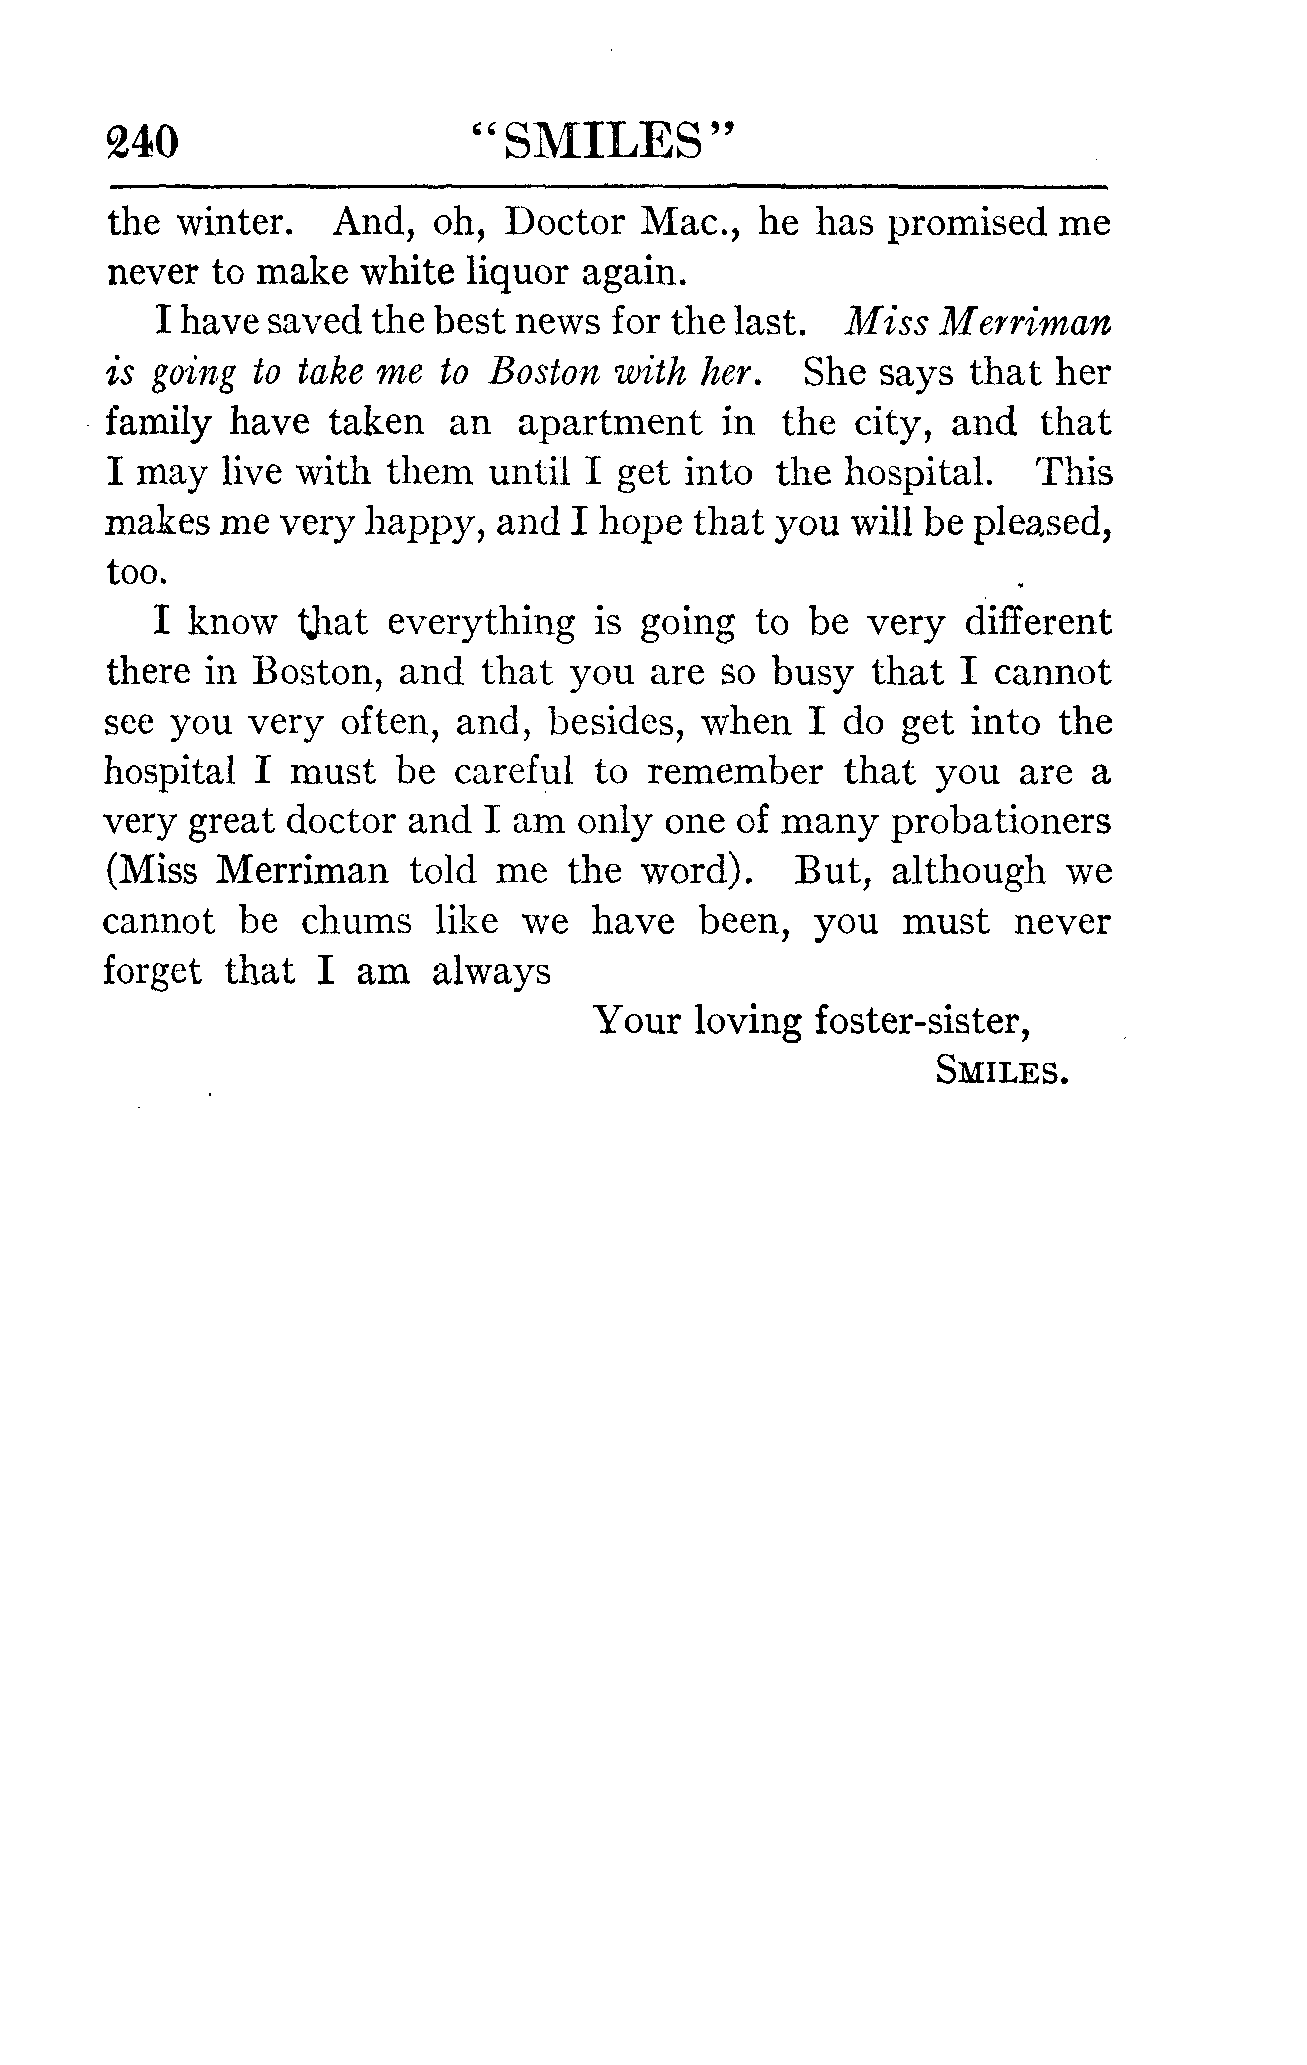 240 "SMILES"
the winter. And, oh, Doctor Mac., he has promised me
never to make white liquor again.
I have saved the best news for the last. Miss Merriman
is going to take me to Boston with her. She says that her
family have taken an apartment in the city, and that
I may live with them until I get into the hospital. This
makes me very happy, and I hope that you will be pleased,
too.
I know that everything is going to be very different
there in Boston, and that you are so busy that I cannot
see you very often, and, besides, when I do get into the
hospital I must be careful to remember that you are a
very great doctor and I am only one of many probationers
(Miss Merriman told me the word). But, although we
cannot be chums like we have been, you must never
forget that I am always
Your loving foster-sister,
SMILES.